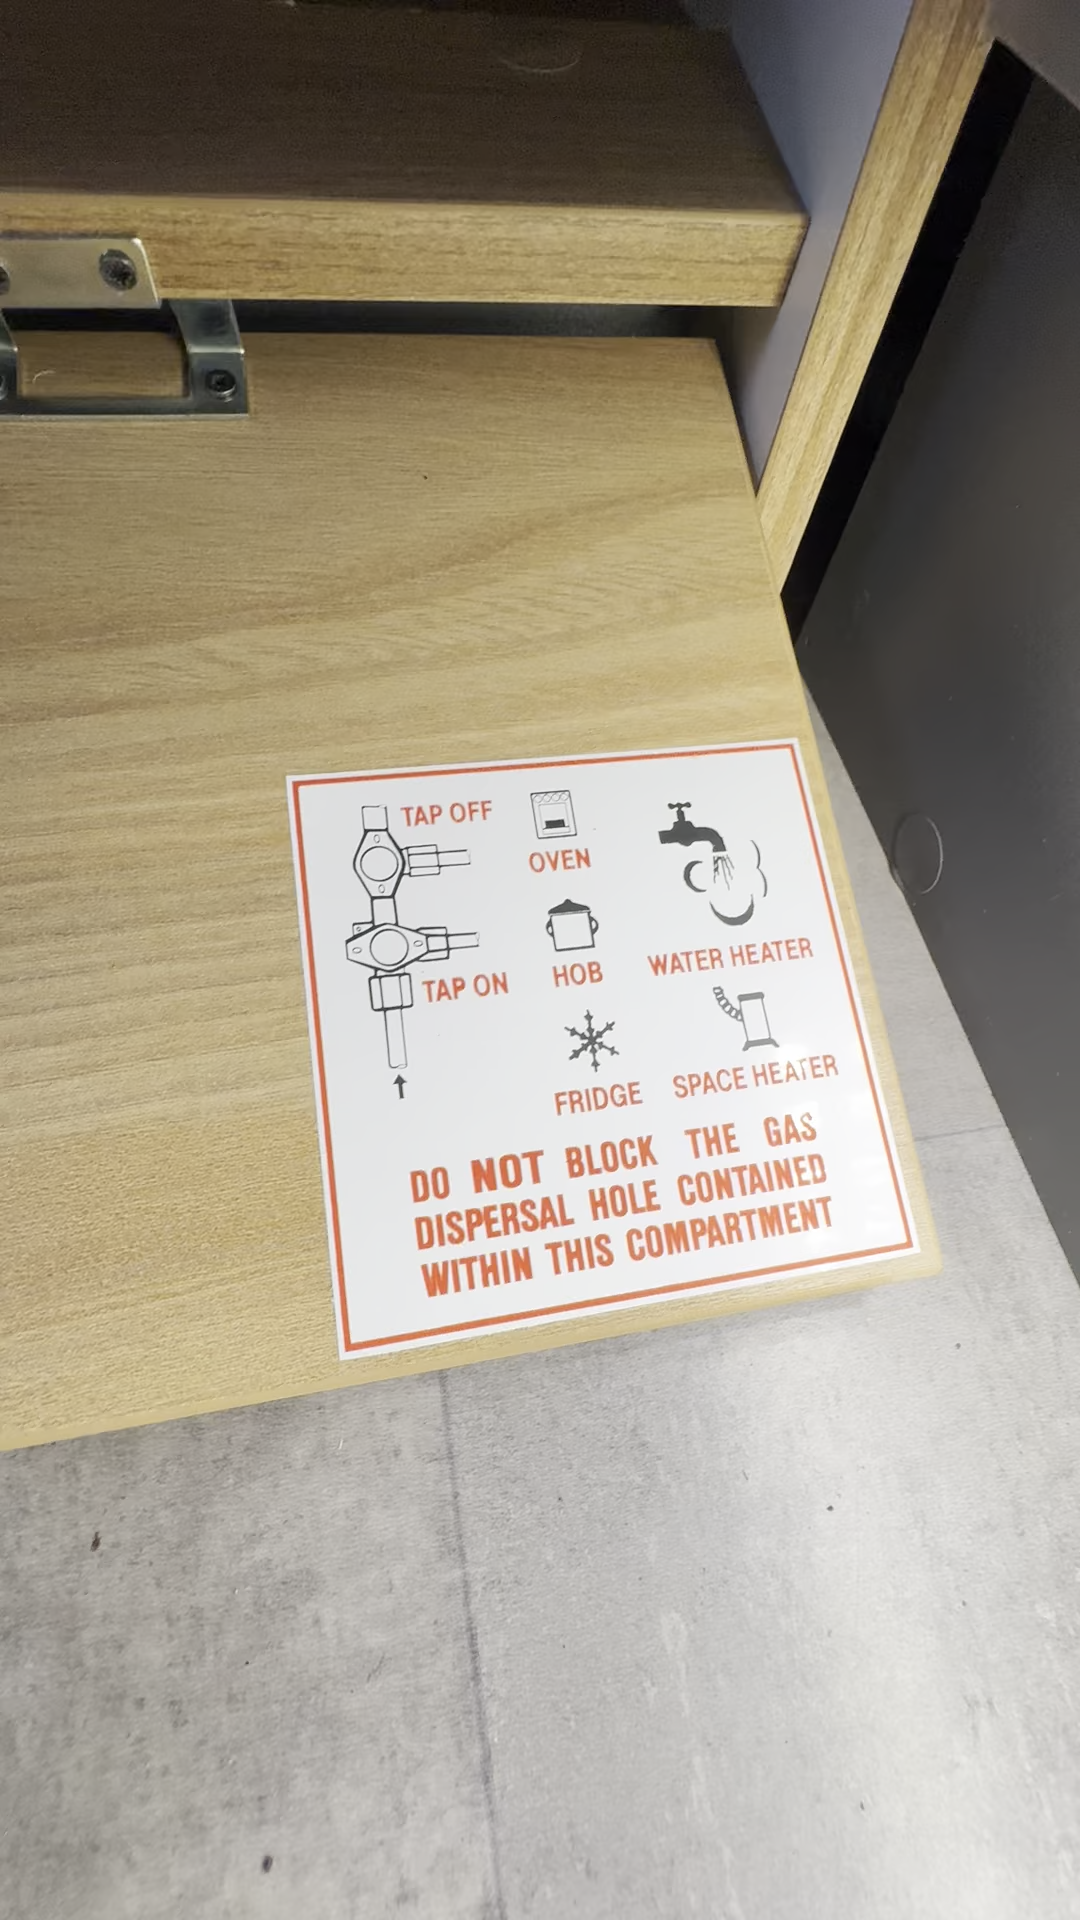 TAP OFF
OVEN
WATER HEATER
HOB
TAP ON
FRIDGE
SPACE HEATER
DO NOT BLOCK THE GAS
DISPERSAL HOLE CONTAINED
WITHIN THIS COMPARTMENT